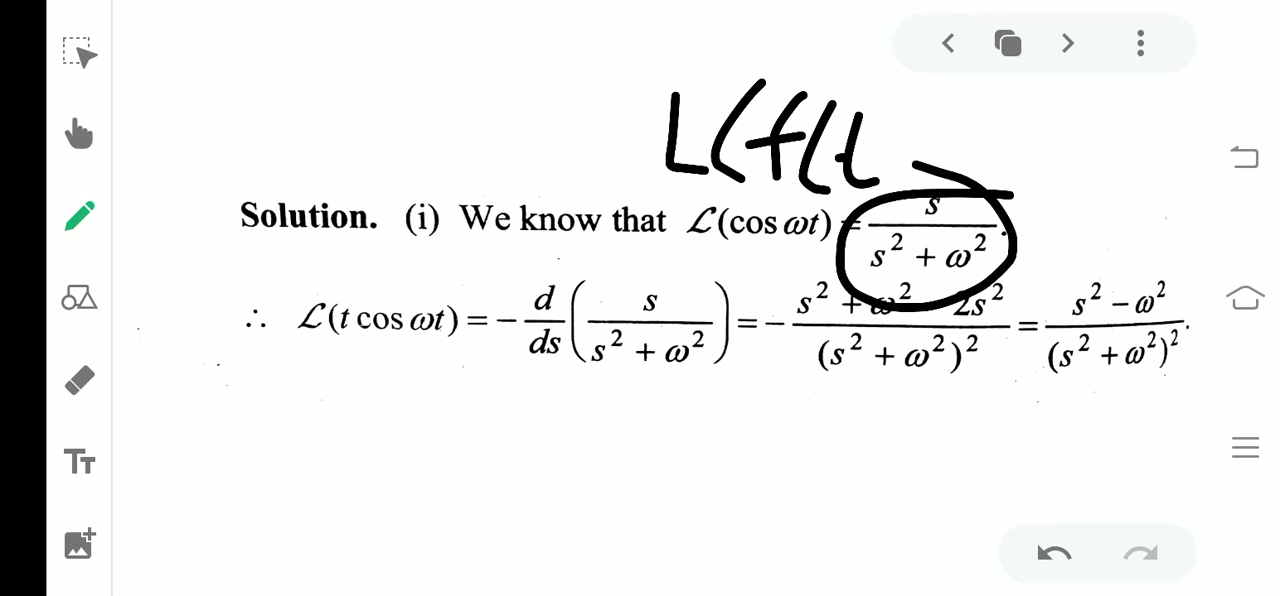 L(f(t
Solution. (i) We know that ℒ(cos ωt) = s / (s² + ω²).
∴ ℒ(t cos ωt) = − d/ds ( s / (s² + ω²) ) = − (s² + ω² 2s²) / (s² + ω²)² = (s² − ω²) / (s² + ω²)².
TT